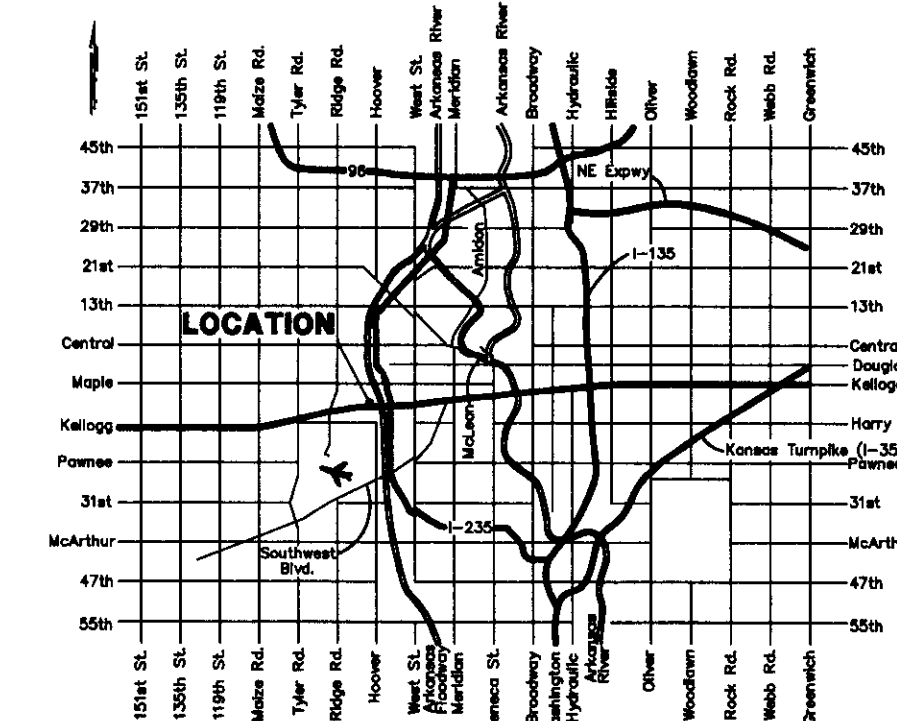 151st St.
135th St.
119th St.
Maize Rd.
Tyler Rd.
Ridge Rd.
Hoover
West St.
Arkansas River
Meridian
Arkansas River
Broadway
Hydraulic
Hillside
Oliver
Woodlawn
Rock Rd.
Webb Rd.
Greenwich
45th
45th
96
NE Expwy
37th
37th
29th
29th
Amidon
I-135
21st
21st
13th
13th
LOCATION
Central
Central
Dougla
Maple
Kellogg
McLean
Kellogg
Harry
Kansas Turnpike (I-35
Pawnee
Pawnee
31st
31st
I-235
McArthur
McArth
Southwest
Blvd.
47th
47th
55th
55th
151st St.
135th St.
119th St.
Maize Rd.
Tyler Rd.
Ridge Rd.
Hoover
West St.
Arkansas
Floodway
Meridian
eneca St.
Broadway
ashington
Hydraulic
Arkansas
River
Oliver
Woodlawn
Rock Rd.
Webb Rd.
Greenwich